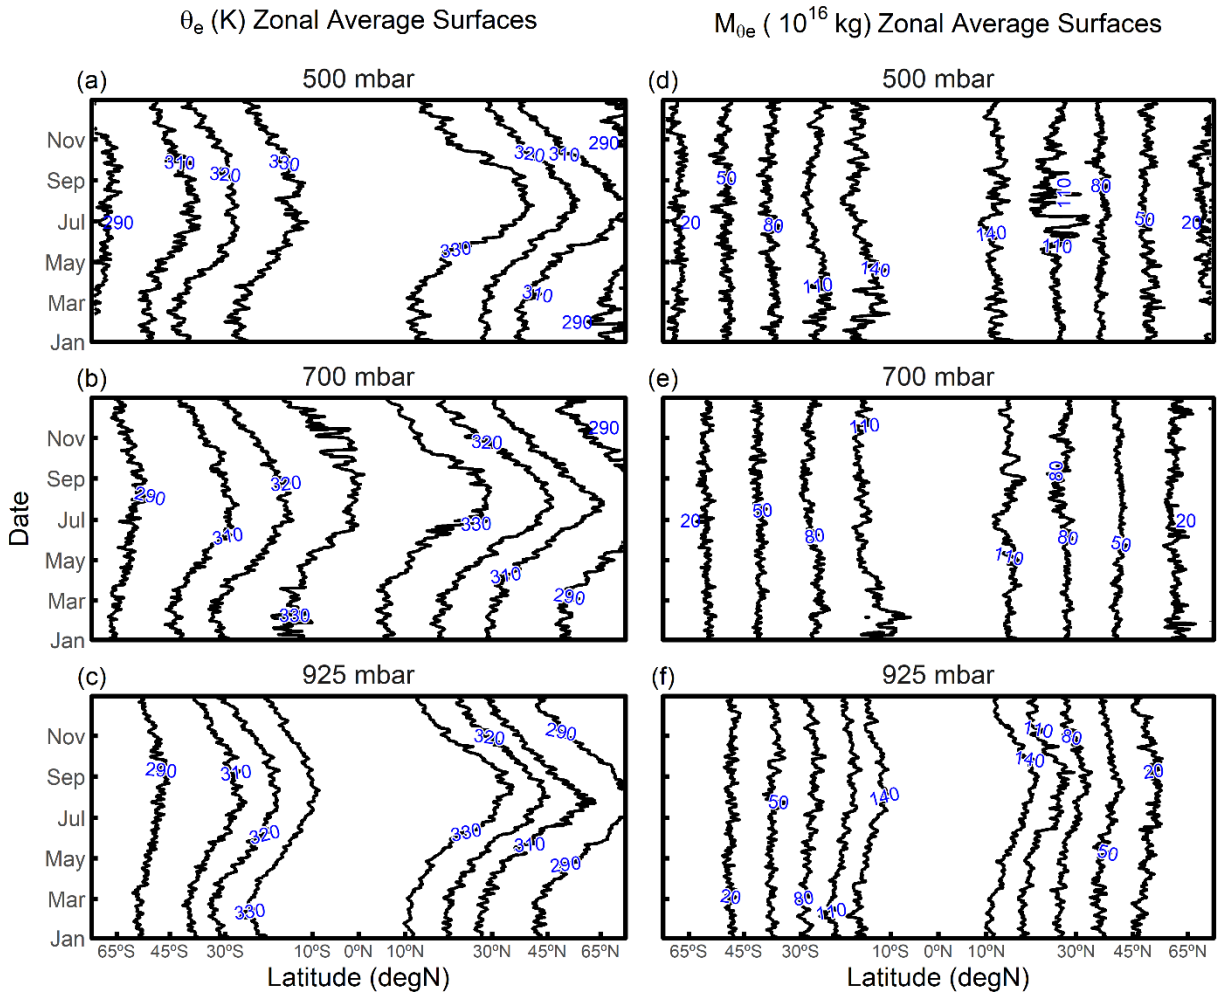 θe (K) Zonal Average Surfaces
Mθe ( 10^16 kg) Zonal Average Surfaces
(a) 500 mbar
Nov
Sep
Jul
May
Mar
Jan
290
310
320
330
330
320
310
290
310
290
(d) 500 mbar
20
50
80
110
140
140
110
110
80
50
20
(b) 700 mbar
Nov
Sep
Jul
May
Mar
Jan
290
310
320
330
330
320
310
290
290
(e) 700 mbar
20
50
80
110
110
80
80
50
20
Date
(c) 925 mbar
Nov
Sep
Jul
May
Mar
Jan
290
310
320
330
330
320
310
290
290
(f) 925 mbar
20
50
80
110
140
140
110
80
50
20
65ºS 45ºS 30ºS 10ºS 0ºN 10ºN 30ºN 45ºN 65ºN
65ºS 45ºS 30ºS 10ºS 0ºN 10ºN 30ºN 45ºN 65ºN
Latitude (degN)
Latitude (degN)